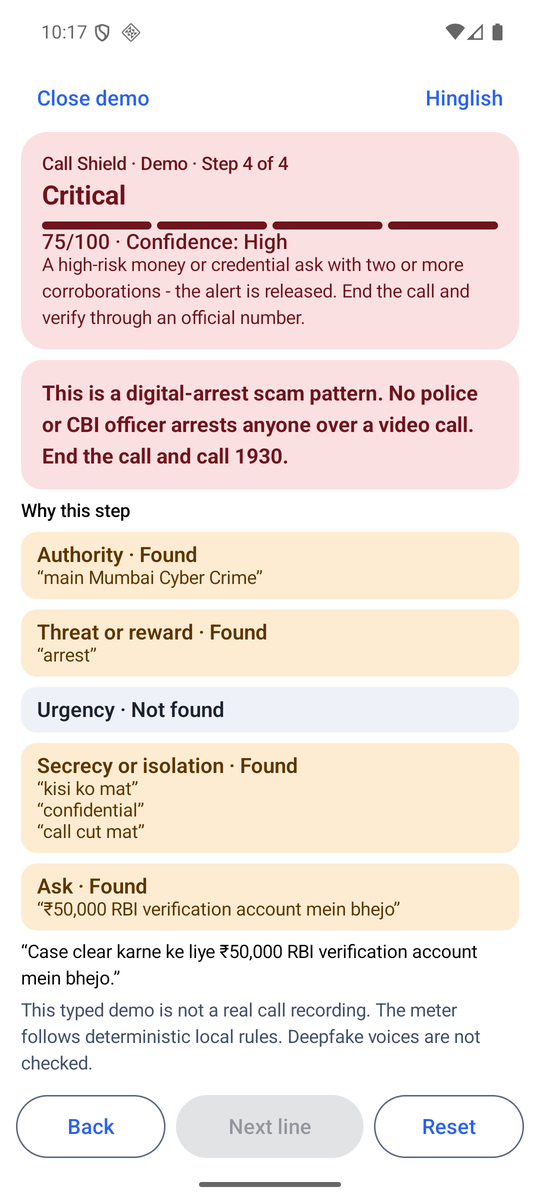 10:17
Close demo
Hinglish
Call Shield · Demo · Step 4 of 4
Critical
75/100 · Confidence: High
A high-risk money or credential ask with two or more
corroborations - the alert is released. End the call and
verify through an official number.
This is a digital-arrest scam pattern. No police
or CBI officer arrests anyone over a video call.
End the call and call 1930.
Why this step
Authority · Found
“main Mumbai Cyber Crime”
Threat or reward · Found
“arrest”
Urgency · Not found
Secrecy or isolation · Found
“kisi ko mat”
“confidential”
“call cut mat”
Ask · Found
“₹50,000 RBI verification account mein bhejo”
“Case clear karne ke liye ₹50,000 RBI verification account
mein bhejo.”
This typed demo is not a real call recording. The meter
follows deterministic local rules. Deepfake voices are not
checked.
Back
Next line
Reset